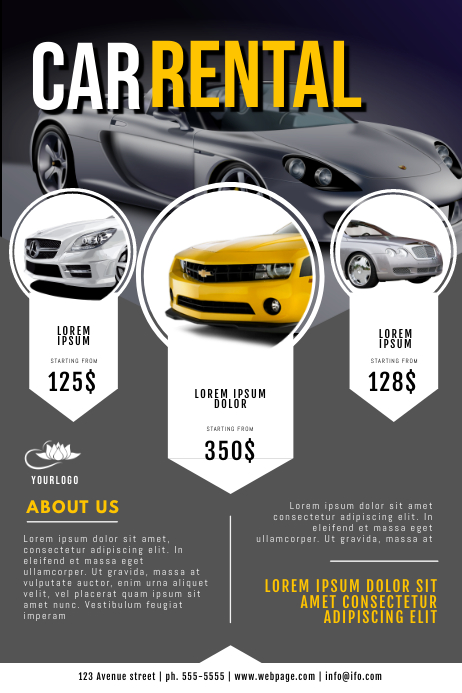 CAR RENTAL
LOREM
IPSUM
STARTING FROM
125$
LOREM IPSUM
DOLOR
STARTING FROM
350$
LOREM
IPSUM
STARTING FROM
128$
YOURLOGO
ABOUT US
Lorem ipsum dolor sit amet,
consectetur adipiscing elit. In
eleifend et massa eget
ullamcorper. Ut gravida, massa at
vulputate auctor, enim urna aliquet
velit, vel placerat quam ipsum sit
amet nunc. Vestibulum feugiat
imperam
Lorem ipsum dolor sit amet,
consectetur adipiscing elit. In
eleifend et massa eget
ullamcorper. Ut gravida, massa at
LOREM IPSUM DOLOR SIT
AMET CONSECTETUR
ADIPISCING ELIT
123 Avenue street | ph. 555-5555 | www.webpage.com | info@ifo.com